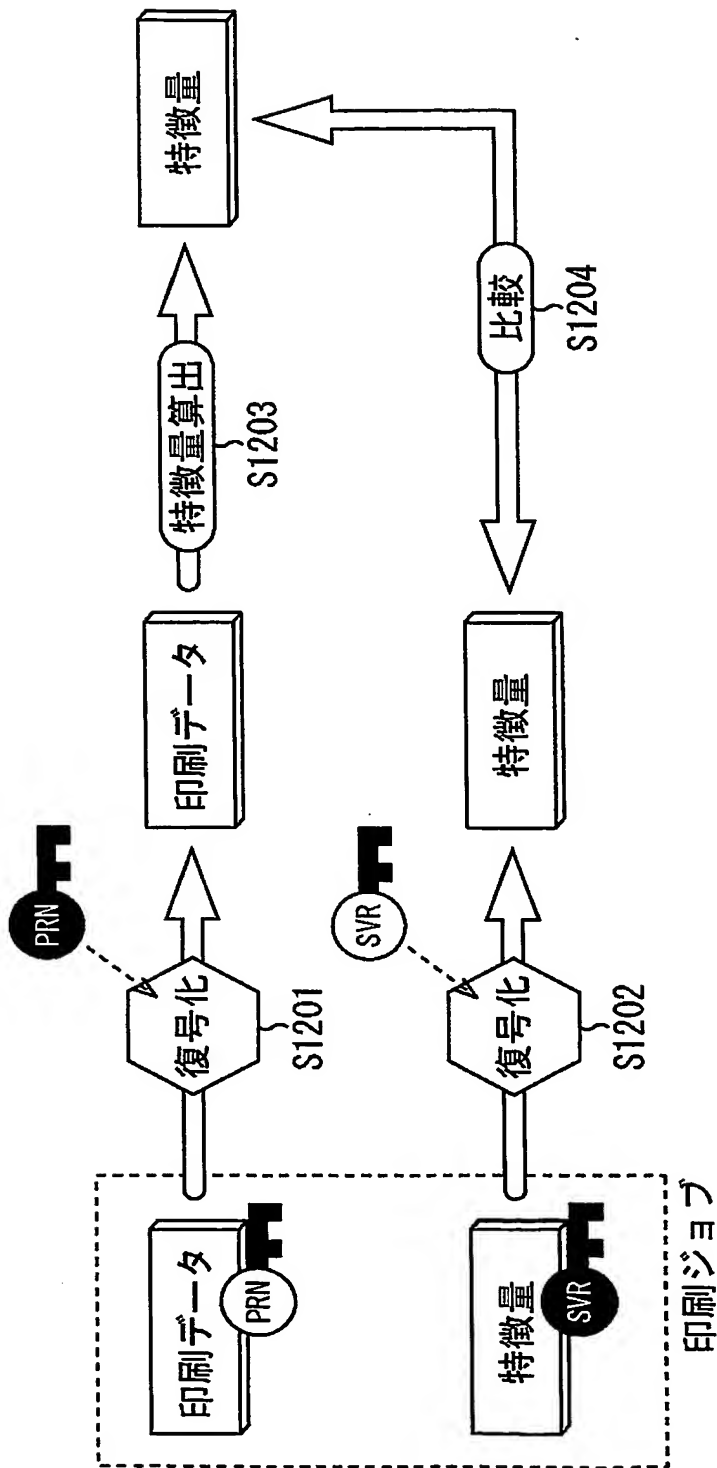 印刷データ
PRN
復号化
S1201
PRN
印刷データ
特徴量算出
S1203
特徴量
特徴量
SVR
復号化
S1202
SVR
特徴量
比較
S1204
印刷ジョブ